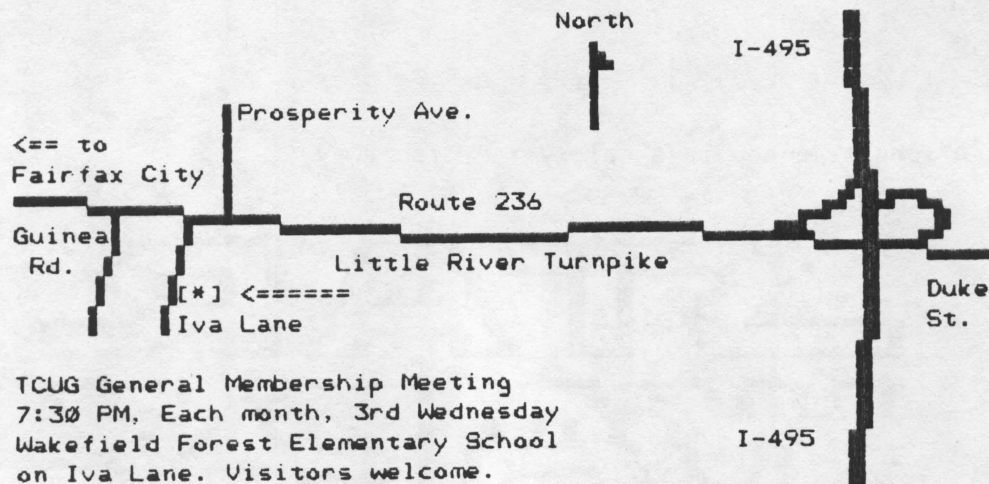 North
I-495
Prosperity Ave.
<== to
Fairfax City
Route 236
Guinea
Rd.
Little River Turnpike
[*] <======
Iva Lane
Duke
St.
TCUG General Membership Meeting
7:30 PM, Each month, 3rd Wednesday
Wakefield Forest Elementary School
on Iva Lane. Visitors welcome.
I-495